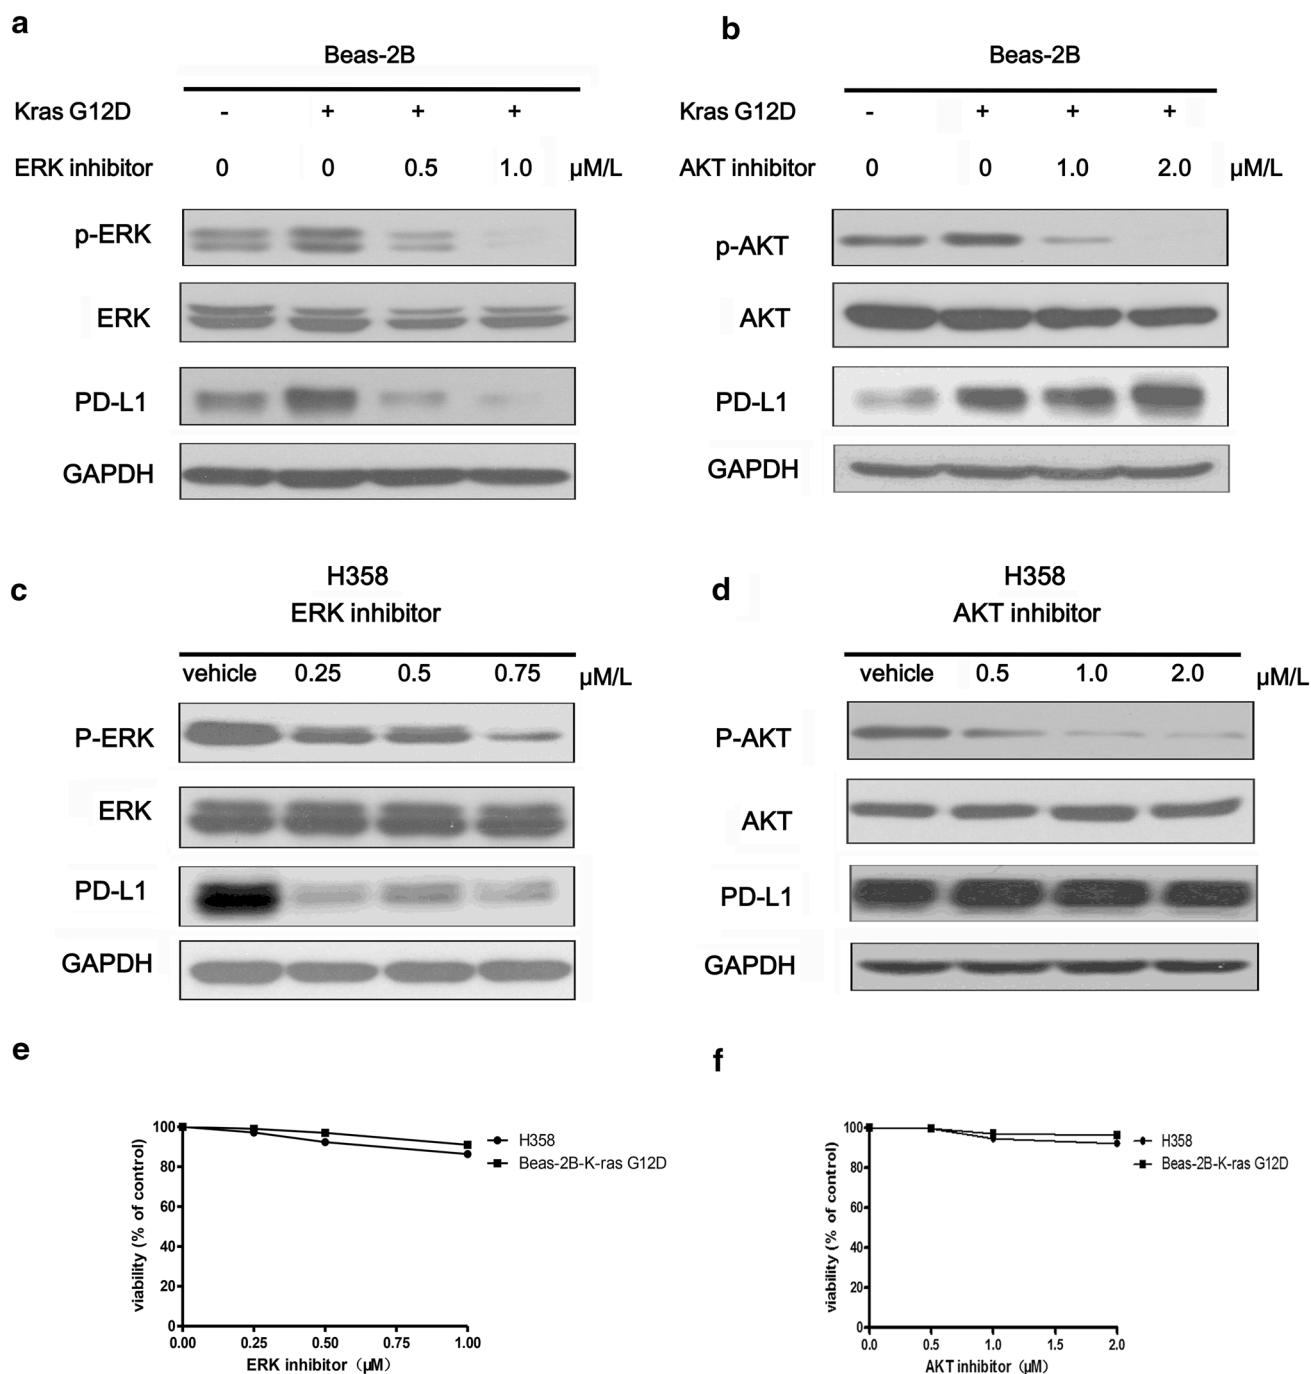 a
Beas-2B
Kras G12D - + + +
ERK inhibitor 0 0 0.5 1.0 µM/L
p-ERK
ERK
PD-L1
GAPDH
b
Beas-2B
Kras G12D - + + +
AKT inhibitor 0 0 1.0 2.0 µM/L
p-AKT
AKT
PD-L1
GAPDH
c
H358
ERK inhibitor
vehicle 0.25 0.5 0.75 µM/L
P-ERK
ERK
PD-L1
GAPDH
d
H358
AKT inhibitor
vehicle 0.5 1.0 2.0 µM/L
P-AKT
AKT
PD-L1
GAPDH
e
viability (% of control)
100
80
60
40
20
0
0.00 0.25 0.50 0.75 1.00
ERK inhibitor (µM)
H358
Beas-2B-K-ras G12D
f
viability (% of control)
100
80
60
40
20
0
0.0 0.5 1.0 1.5 2.0
AKT inhibitor (µM)
H358
Beas-2B-K-ras G12D